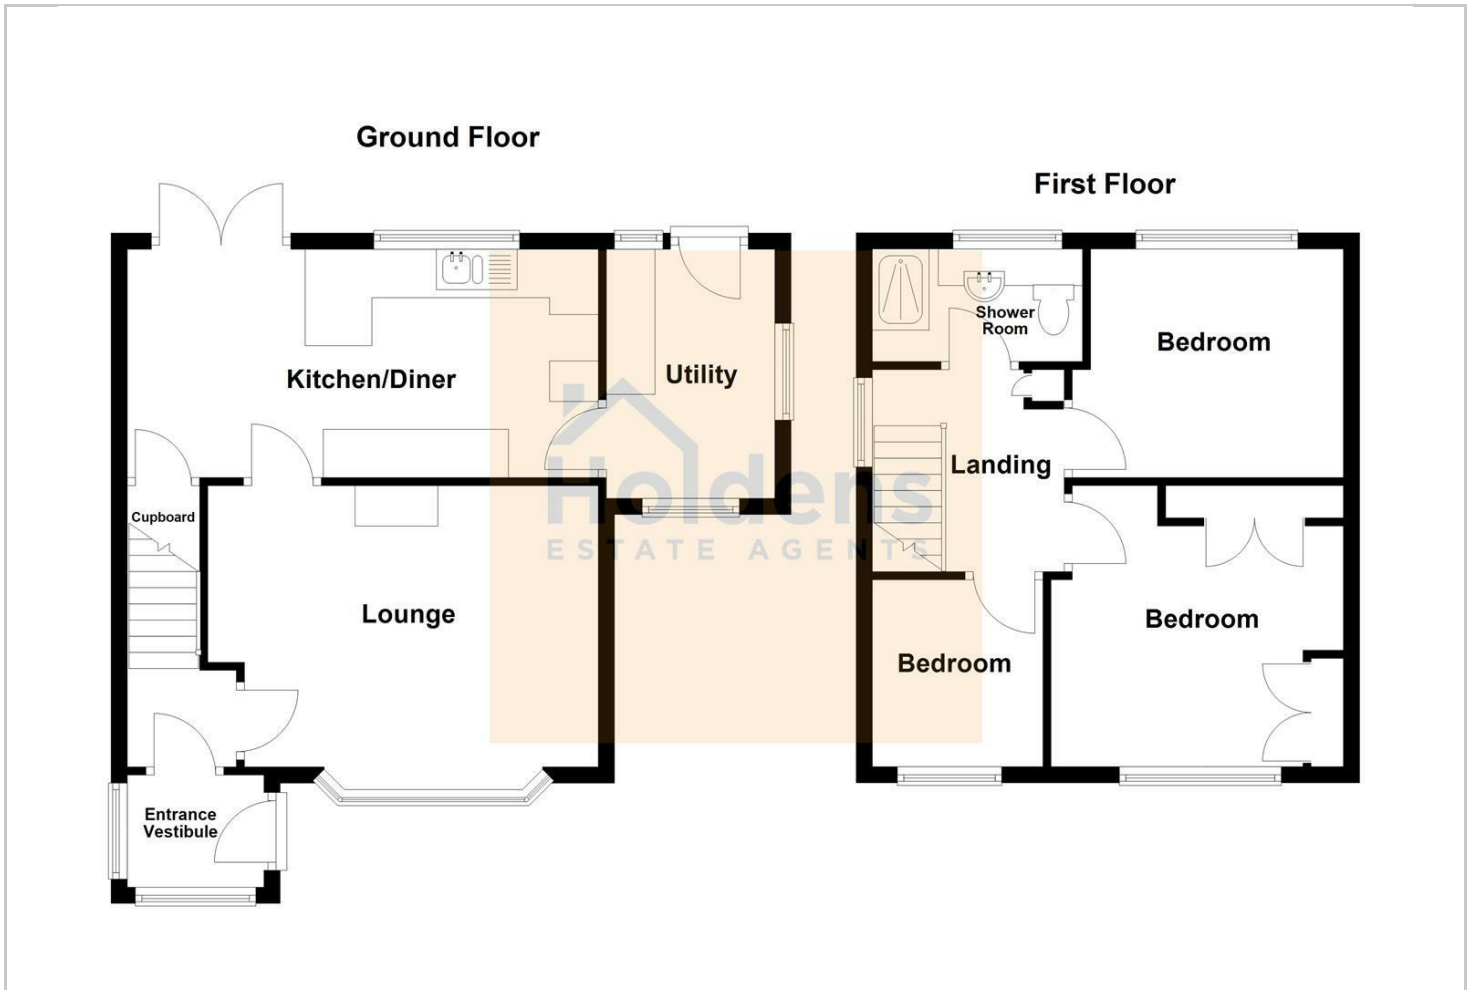 Ground Floor
First Floor
Kitchen/Diner
Utility
Cupboard
Lounge
Entrance
Vestibule
Shower
Room
Bedroom
Landing
Bedroom
Bedroom
Holdens
ESTATE AGENTS